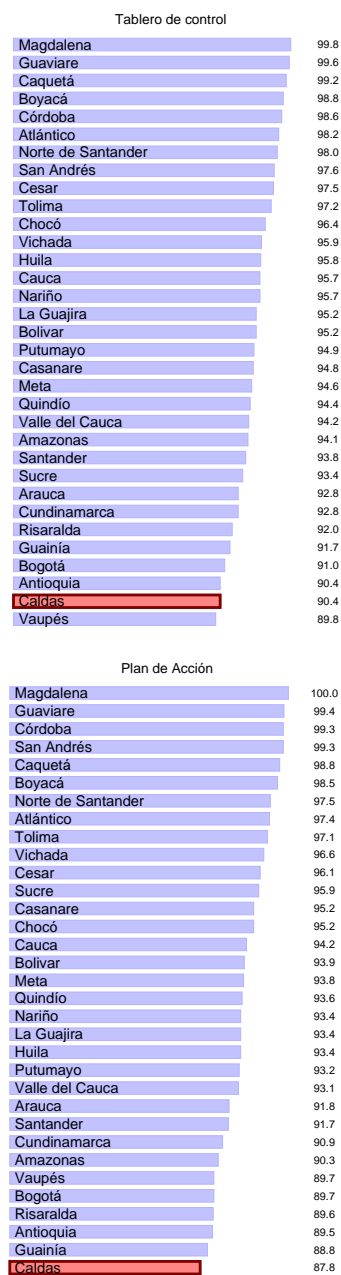 Tablero de control
Magdalena 99.8
Guaviare 99.6
Caquetá 99.2
Boyacá 98.8
Córdoba 98.6
Atlántico 98.2
Norte de Santander 98.0
San Andrés 97.6
Cesar 97.5
Tolima 97.2
Chocó 96.4
Vichada 95.9
Huila 95.8
Cauca 95.7
Nariño 95.7
La Guajira 95.2
Bolivar 95.2
Putumayo 94.9
Casanare 94.8
Meta 94.6
Quindío 94.4
Valle del Cauca 94.2
Amazonas 94.1
Santander 93.8
Sucre 93.4
Arauca 92.8
Cundinamarca 92.8
Risaralda 92.0
Guainía 91.7
Bogotá 91.0
Antioquia 90.4
Caldas 90.4
Vaupés 89.8
Plan de Acción
Magdalena 100.0
Guaviare 99.4
Córdoba 99.3
San Andrés 99.3
Caquetá 98.8
Boyacá 98.5
Norte de Santander 97.5
Atlántico 97.4
Tolima 97.1
Vichada 96.6
Cesar 96.1
Sucre 95.9
Casanare 95.2
Chocó 95.2
Cauca 94.2
Bolivar 93.9
Meta 93.8
Quindío 93.6
Nariño 93.4
La Guajira 93.4
Huila 93.4
Putumayo 93.2
Valle del Cauca 93.1
Arauca 91.8
Santander 91.7
Cundinamarca 90.9
Amazonas 90.3
Vaupés 89.7
Bogotá 89.7
Risaralda 89.6
Antioquia 89.5
Guainía 88.8
Caldas 87.8